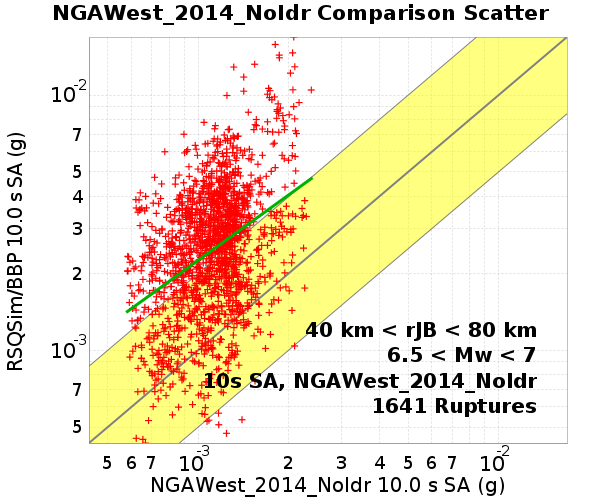 NGAWest_2014_NoIdr Comparison Scatter
RSQSim/BBP 10.0 s SA (g)
10-2
7
5
4
3
2
10-3
7
5
40 km < rJB < 80 km
6.5 < Mw < 7
10s SA, NGAWest_2014_NoIdr
1641 Ruptures
5 6 7 10-3 2 3 4 5 6 7 10-2
NGAWest_2014_NoIdr 10.0 s SA (g)